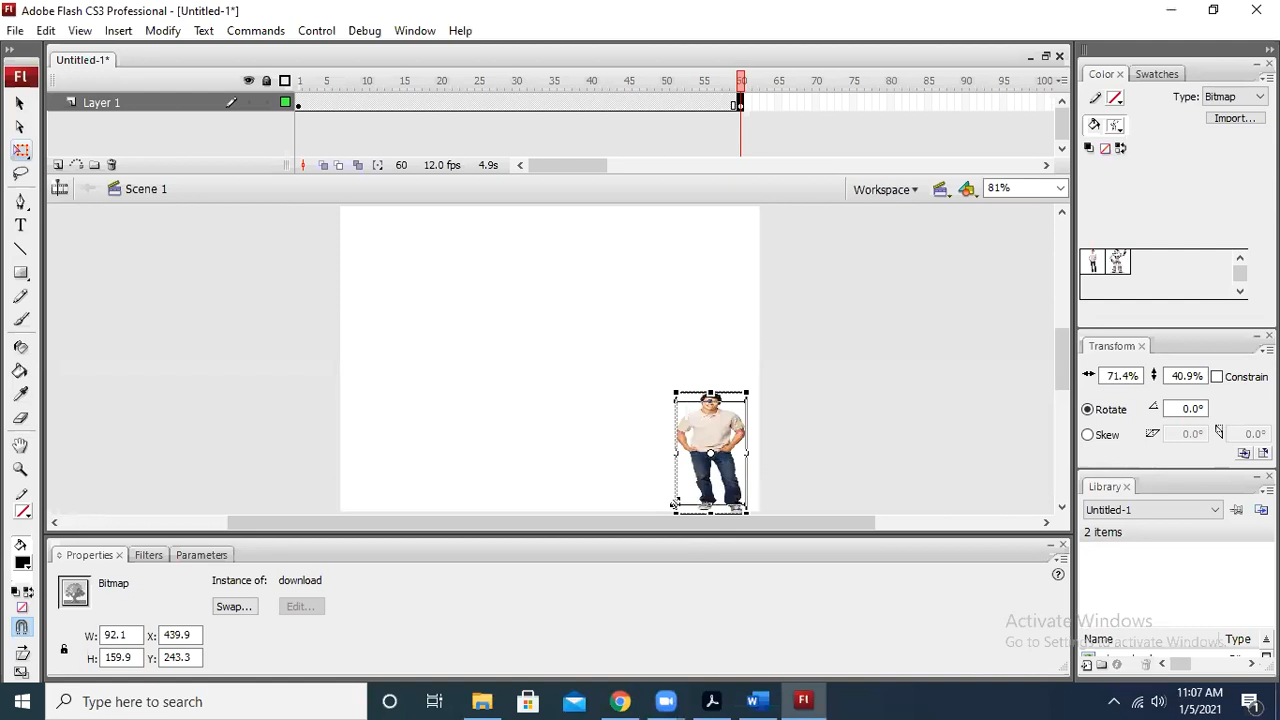 Adobe Flash CS3 Professional - [Untitled-1*]
File Edit View Insert Modify Control Text Commands Control Debug Window Help
Untitled-1*
1 5 10 15 20 25 30 35 40 45 50 55 60 65 70 75 80 85 90 95 100
Layer 1
60 12.0 fps 4.9s
Scene 1
Workspace
81%
Color Swatches
Type: Bitmap
Import...
Transform
71.4% 40.9% Constrain
Rotate 0.0°
Skew 0.0° 0.0°
Library
Untitled-1
2 items
Name Type
Properties Filters Parameters
Bitmap
Instance of: download
Swap... Edit...
W: 92.1 X: 439.9
H: 159.9 Y: 243.3
Activate Windows
Go to Settings to activate Windows.
Type here to search
11:07 AM
1/5/2021